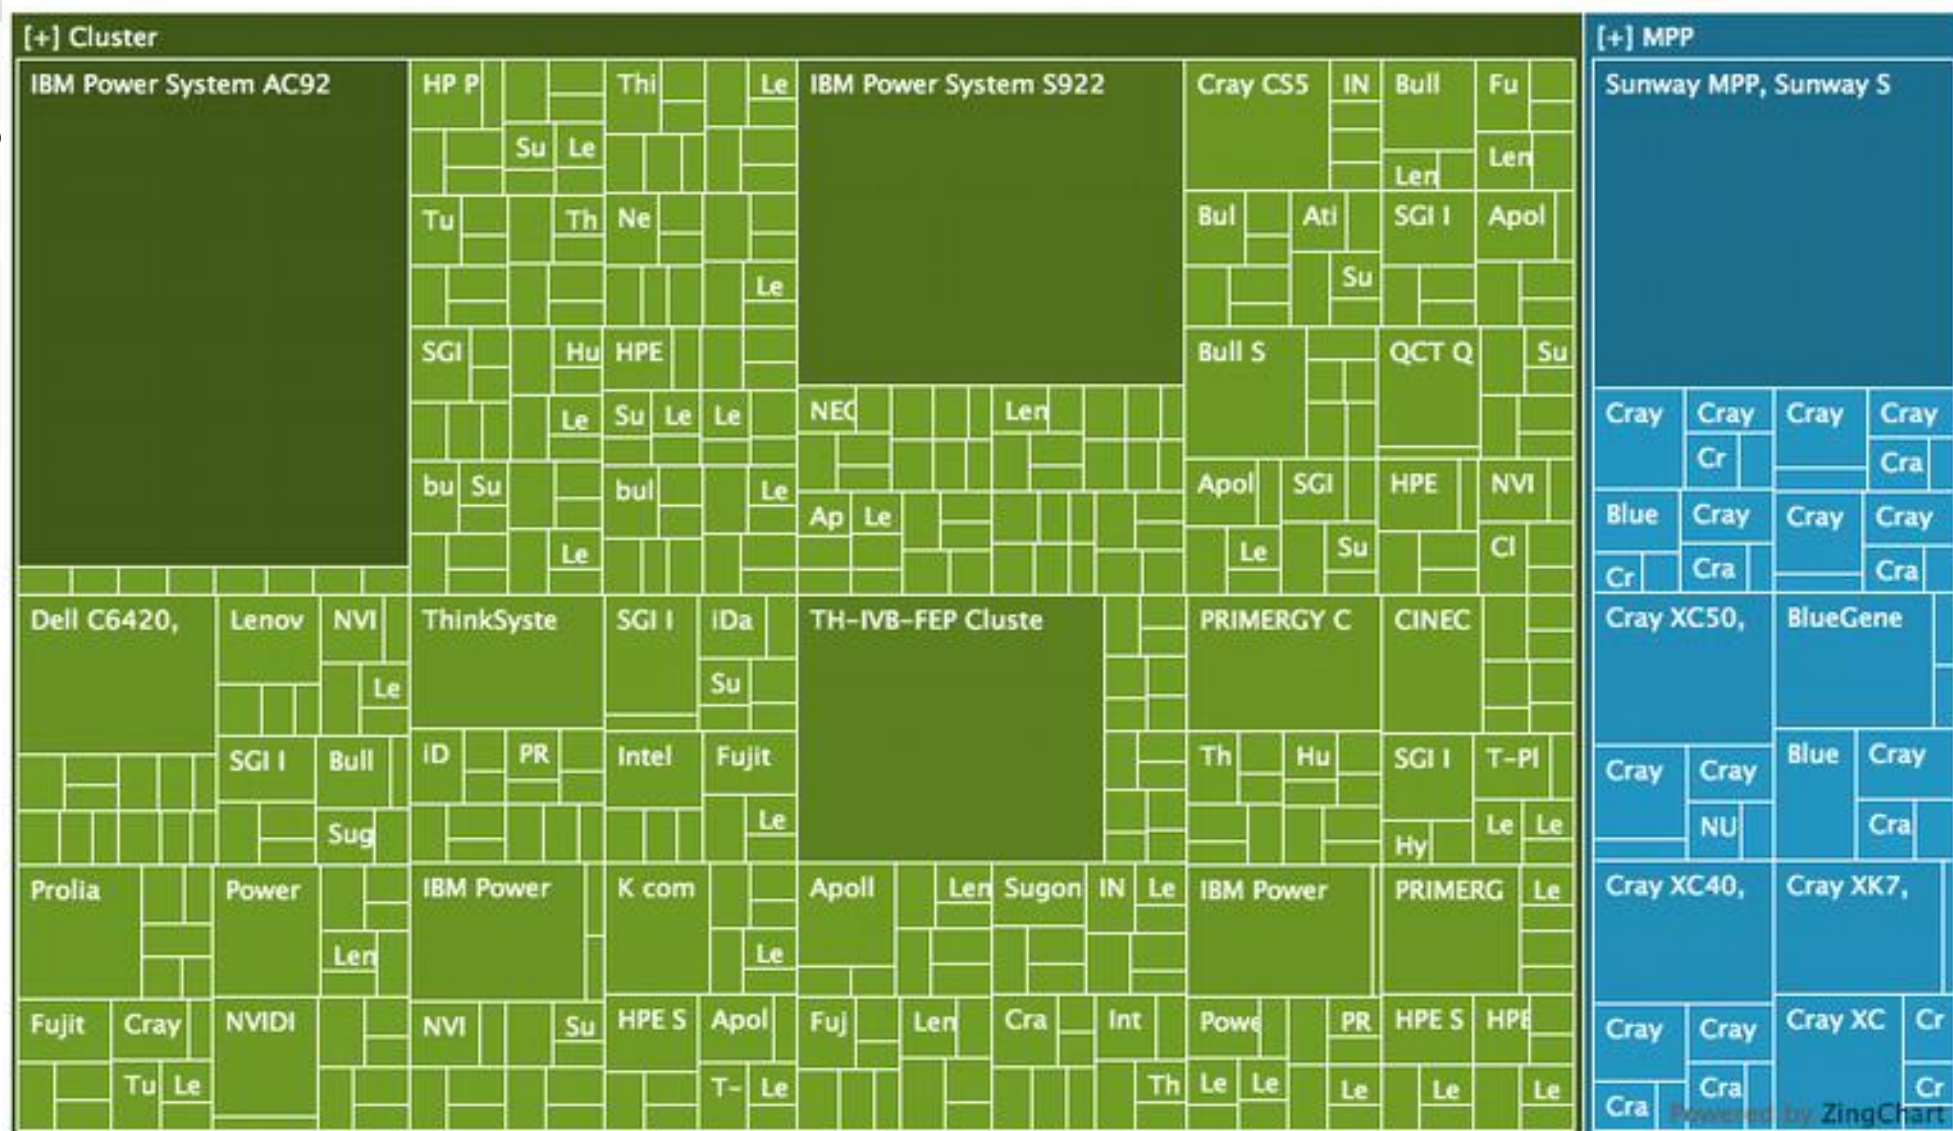 [+] Cluster
[+] MPP
IBM Power System AC92
HP P
Thi
Le
IBM Power System S922
Cray CS5
IN
Bull
Fu
Sunway MPP, Sunway S
Su
Le
Len
Len
Tu
Th
Ne
Bul
Ati
SGI I
Apol
Le
Su
SGI
Hu
HPE
Bull S
QCT Q
Su
Le
Su
Le
Le
NEC
Len
Cray
Cray
Cray
Cray
Cr
Cra
bu
Su
bul
Le
Apol
SGI
HPE
NVI
Ap
Le
Blue
Cray
Cray
Cray
Le
Le
Su
Cl
Cr
Cra
Cra
Dell C6420,
Lenov
NVI
ThinkSyste
SGI I
iDa
TH-IVB-FEP Cluste
PRIMERGY C
CINEC
Cray XC50,
BlueGene
Le
Su
SGI I
Bull
iD
PR
Intel
Fujit
Th
Hu
SGI I
T-Pl
Cray
Cray
Blue
Cray
Sug
Le
Hy
Le
Le
NU
Cra
Prolia
Power
IBM Power
K com
Apoll
Len
Sugon
IN
Le
IBM Power
PRIMERG
Le
Cray XC40,
Cray XK7,
Len
Le
Fujit
Cray
NVIDI
NVI
Su
HPE S
Apol
Fuj
Len
Cra
Int
Powe
PR
HPE S
HPE
Cray
Cray
Cray XC
Cr
Tu
Le
T-
Le
Th
Le
Le
Le
Le
Le
Cra
Cra
Cr
Powered by ZingChart